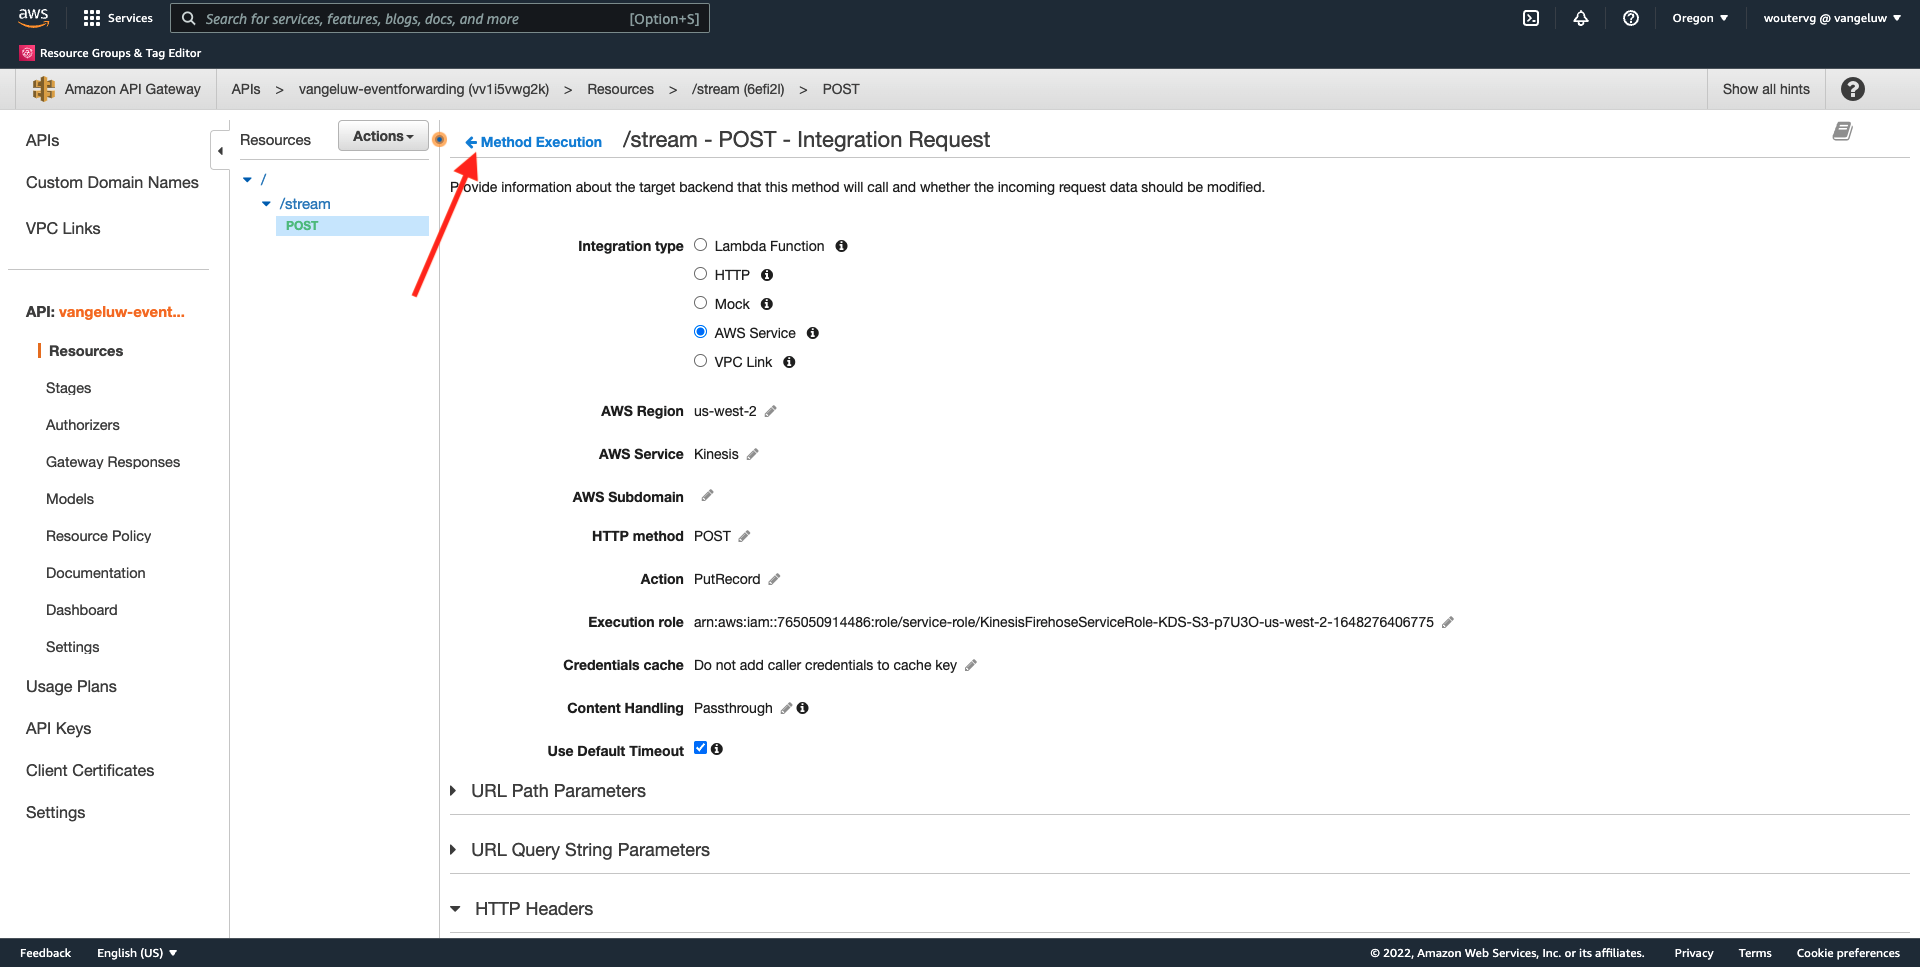 aws
Services
Search for services, features, blogs, docs, and more
[Option+S]
Oregon
woutervg @ vangeluw
Resource Groups & Tag Editor
Amazon API Gateway
APIs > vangeluw-eventforwarding (vv1i5vwg2k) > Resources > /stream (6efi2l) > POST
Show all hints
APIs
Custom Domain Names
VPC Links
API: vangeluw-event...
Resources
Stages
Authorizers
Gateway Responses
Models
Resource Policy
Documentation
Dashboard
Settings
Usage Plans
API Keys
Client Certificates
Settings
Resources
Actions
/
/stream
POST
Method Execution
/stream - POST - Integration Request
Provide information about the target backend that this method will call and whether the incoming request data should be modified.
Integration type
Lambda Function
HTTP
Mock
AWS Service
VPC Link
AWS Region us-west-2
AWS Service Kinesis
AWS Subdomain
HTTP method POST
Action PutRecord
Execution role arn:aws:iam::765050914486:role/service-role/KinesisFirehoseServiceRole-KDS-S3-p7U3O-us-west-2-1648276406775
Credentials cache Do not add caller credentials to cache key
Content Handling Passthrough
Use Default Timeout
URL Path Parameters
URL Query String Parameters
HTTP Headers
Feedback
English (US)
© 2022, Amazon Web Services, Inc. or its affiliates.
Privacy
Terms
Cookie preferences